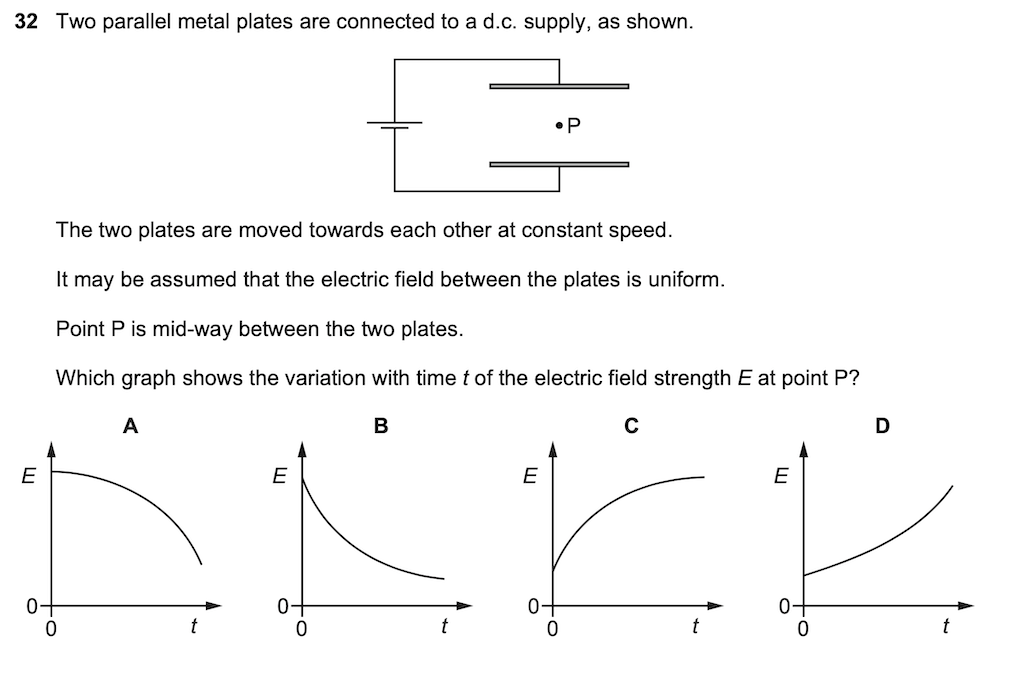 32 Two parallel metal plates are connected to a d.c. supply, as shown.
P
The two plates are moved towards each other at constant speed.
It may be assumed that the electric field between the plates is uniform.
Point P is mid-way between the two plates.
Which graph shows the variation with time t of the electric field strength E at point P?
A B C D
E E E E
0 0 0 0
0 t 0 t 0 t 0 t